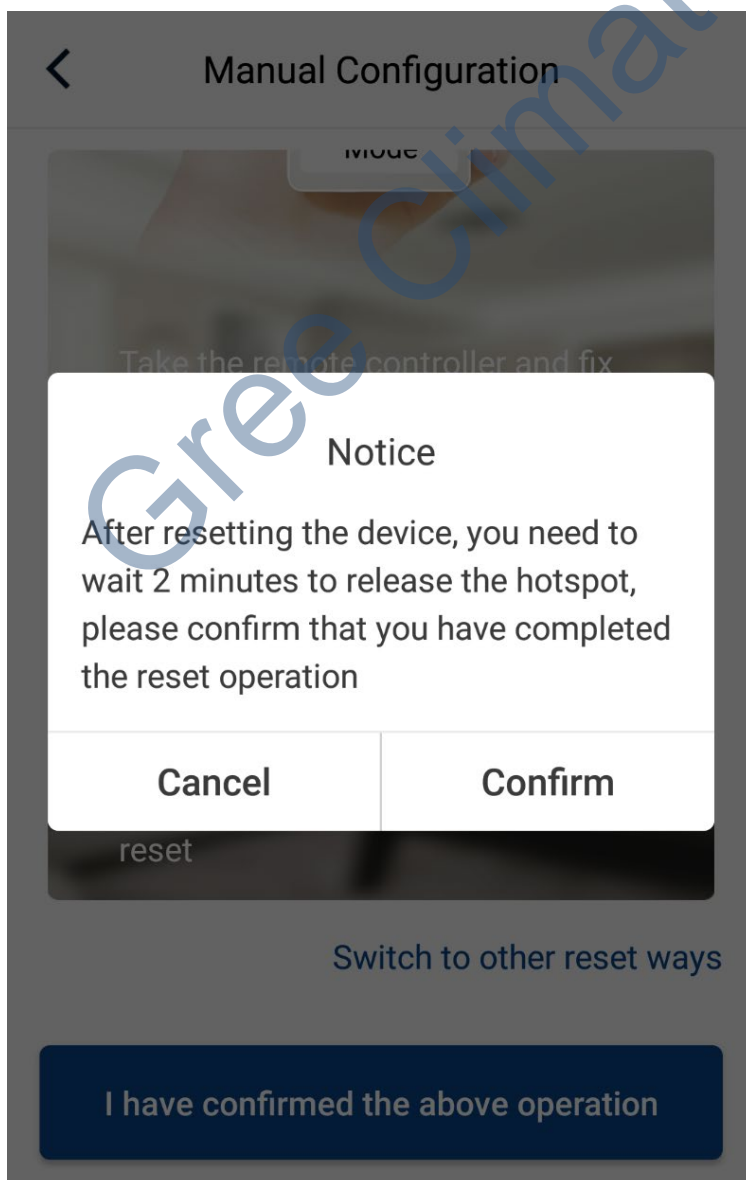 Manual Configuration
Mode
Take the remote controller and fix
Notice
After resetting the device, you need to
wait 2 minutes to release the hotspot,
please confirm that you have completed
the reset operation
Cancel
Confirm
reset
Switch to other reset ways
I have confirmed the above operation
Gree